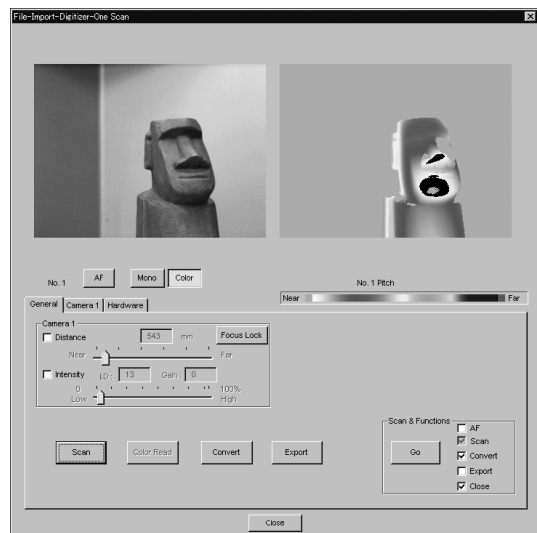 File-Import-Digitizer-One Scan
No. 1 AF Mono Color
No. 1 Pitch
Near Far
General Camera 1 Hardware
Camera 1
Distance 543 mm Focus Lock
Near Far
Intensity LD : 13 Gain : 0
0 100%
Low High
Scan Color Read Convert Export
Scan & Functions
Go
AF
Scan
Convert
Export
Close
Close